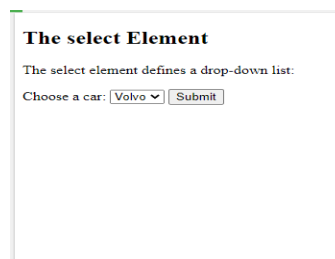 The select Element
The select element defines a drop-down list:
Choose a car: Volvo Submit